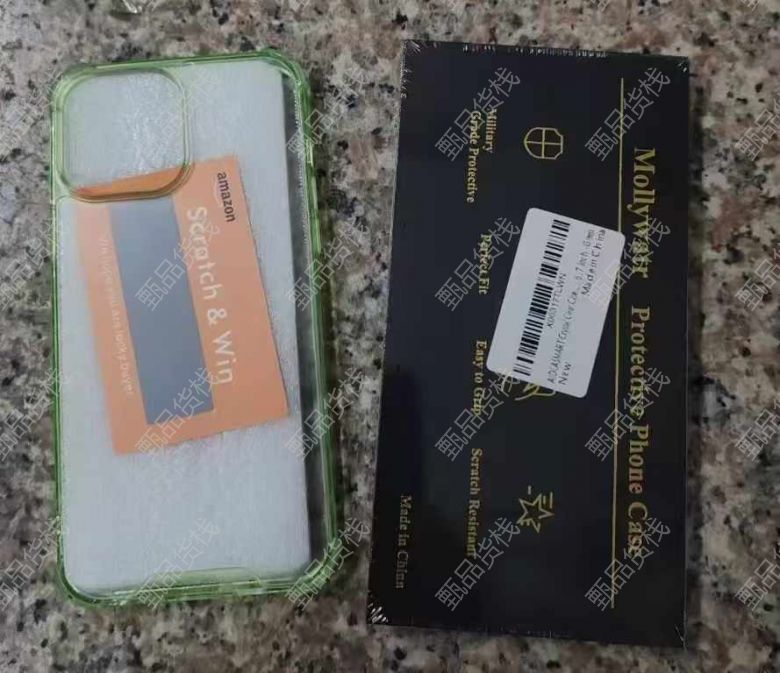 amazon
Scratch & Win
Military
Grade Protective
Perfect Fit
Easy to Grip
Scratch Resistant
Made in China
Protective Phone Case
Made in China
New
甄品货栈